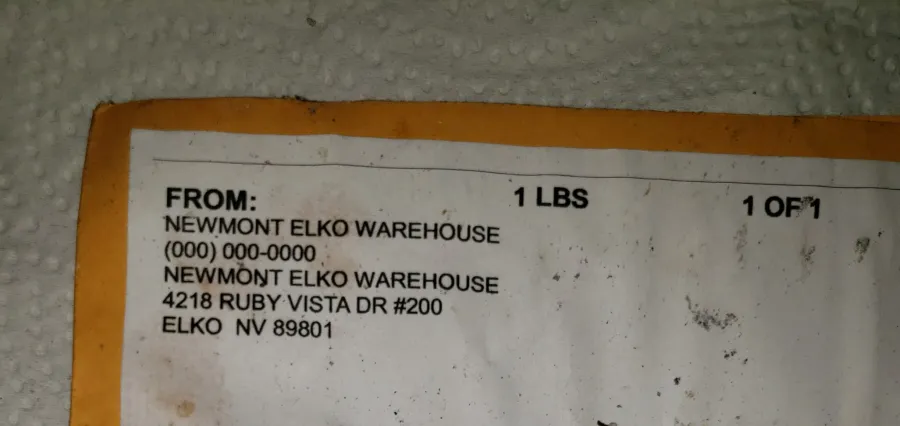 FROM:
1 LBS
1 OF 1
NEWMONT ELKO WAREHOUSE
(000) 000-0000
NEWMONT ELKO WAREHOUSE
4218 RUBY VISTA DR #200
ELKO  NV 89801